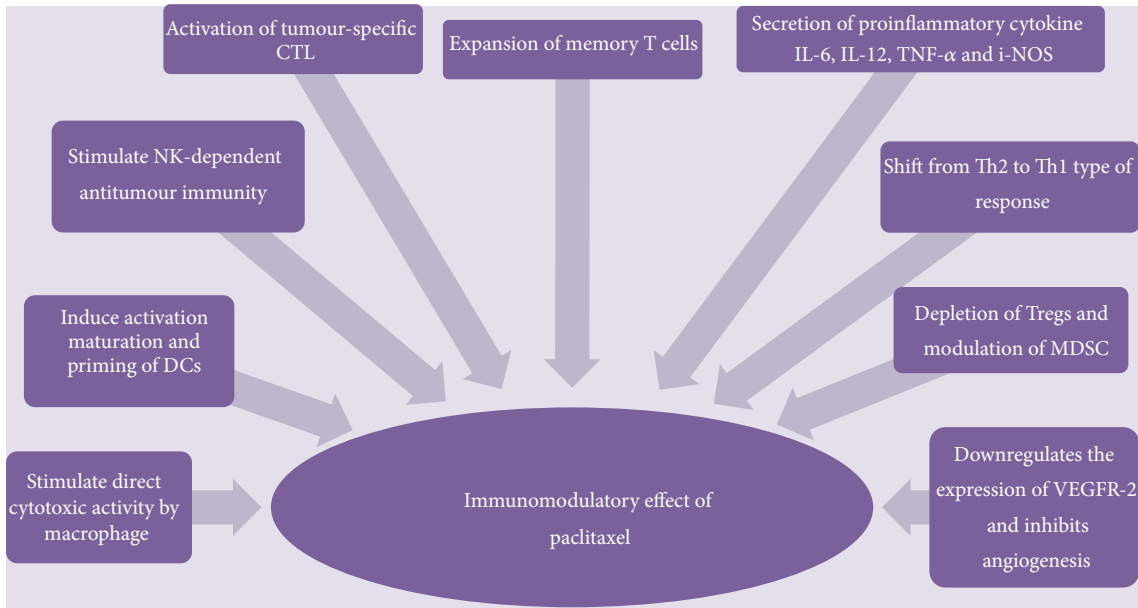 Activation of tumour-specific
CTL
Expansion of memory T cells
Secretion of proinflammatory cytokine
IL-6, IL-12, TNF-α and i-NOS
Stimulate NK-dependent
antitumour immunity
Shift from Th2 to Th1 type of
response
Induce activation
maturation and
priming of DCs
Depletion of Tregs and
modulation of MDSC
Stimulate direct
cytotoxic activity by
macrophage
Immunomodulatory effect of
paclitaxel
Downregulates the
expression of VEGFR-2
and inhibits
angiogenesis